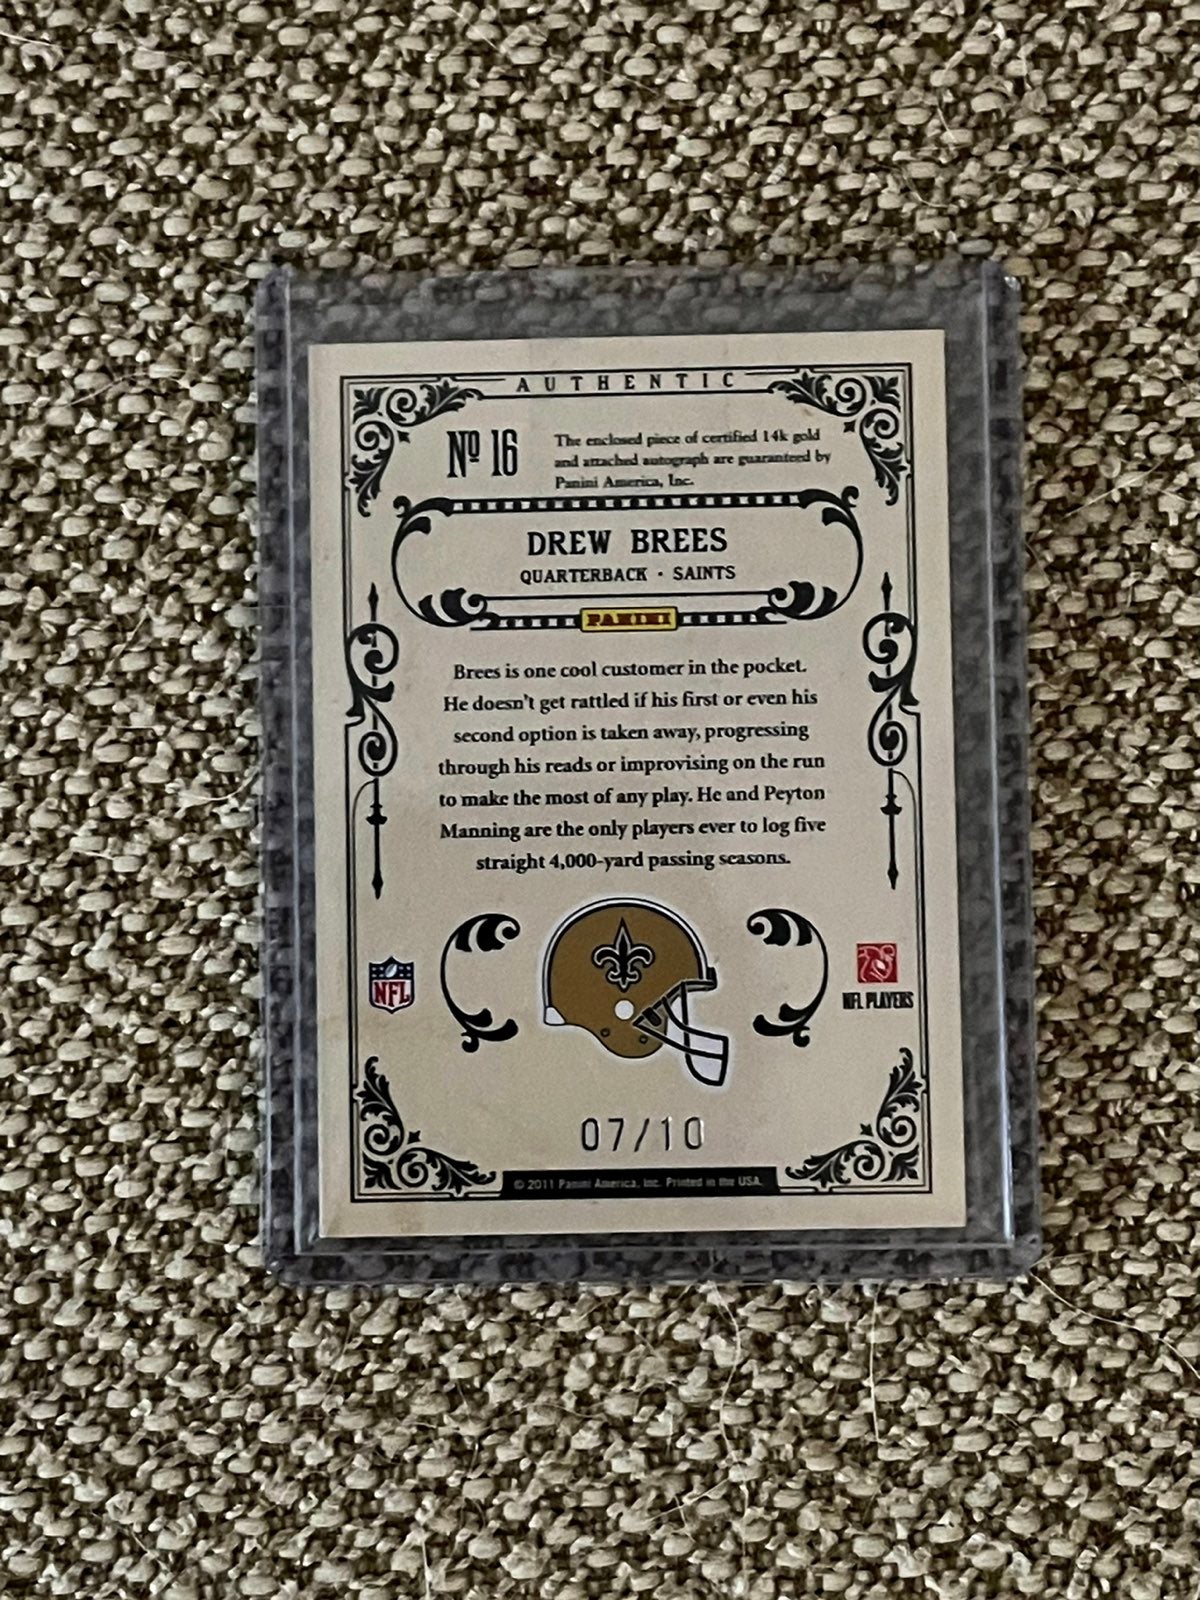 AUTHENTIC
Nº 16
The enclosed piece of certified 14k gold
and attached autograph are guaranteed by
Panini America, Inc.
DREW BREES
QUARTERBACK · SAINTS
PANINI
Brees is one cool customer in the pocket.
He doesn't get rattled if his first or even his
second option is taken away, progressing
through his reads or improvising on the run
to make the most of any play. He and Peyton
Manning are the only players ever to log five
straight 4,000-yard passing seasons.
NFL
NFL PLAYERS
07/10
© 2011 Panini America, Inc. Printed in the USA.